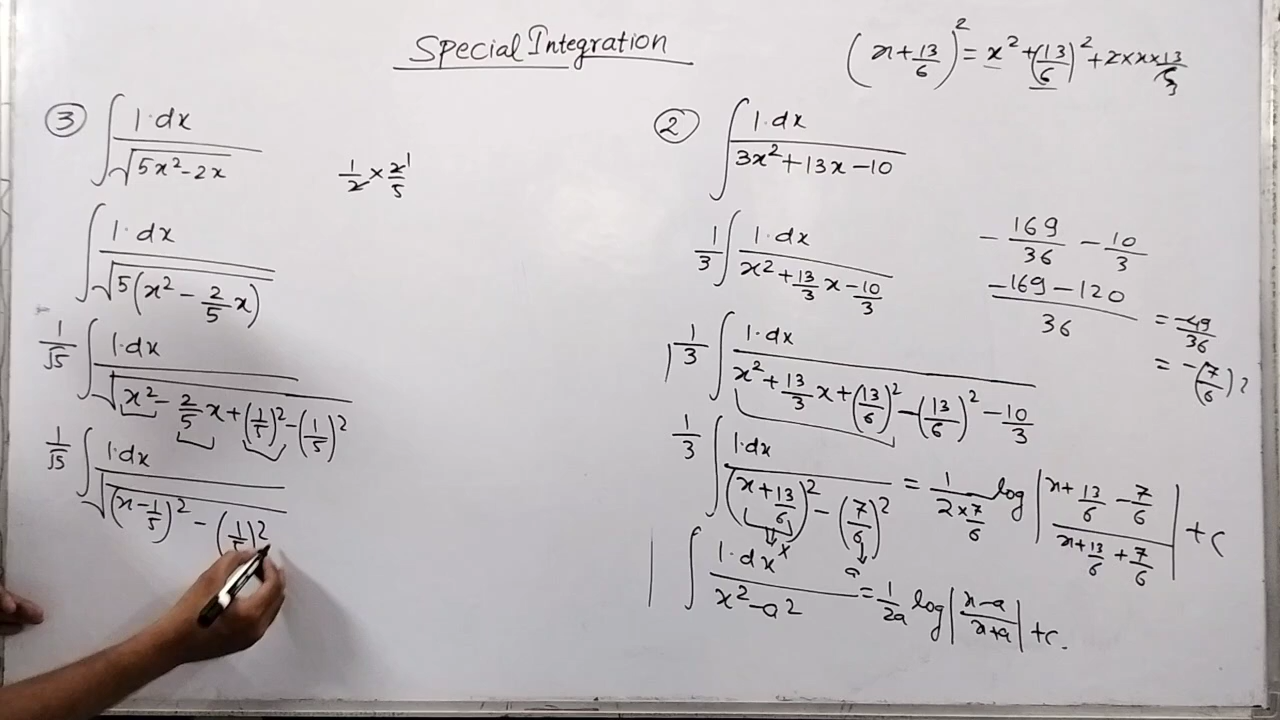 Special Integration
(x+13/6)² = x² + (13/6)² + 2×x×13/6 3
③ ∫ 1·dx / √(5x²-2x)
1/2 × 2/5 1
∫ 1·dx / √(5(x² - 2/5 x))
1/√5 ∫ 1·dx / √(x² - 2/5 x + (1/5)² - (1/5)²)
1/√5 ∫ 1·dx / √((x - 1/5)² - (1/5)²)
② ∫ 1·dx / 3x²+13x-10
1/3 ∫ 1·dx / x² + 13/3 x - 10/3
1/3 ∫ 1·dx / x² + 13/3 x + (13/6)² - (13/6)² - 10/3
1/3 ∫ 1·dx / (x + 13/6)² - (7/6)² = 1 / 2×7/6 log |x + 13/6 - 7/6 / x + 13/6 + 7/6| + c
x a
∫ 1·dx / x² - a² = 1/2a log |x-a / x+a| + c.
- 169/36 - 10/3
-169 - 120 / 36 = -49/36
= -(7/6)²